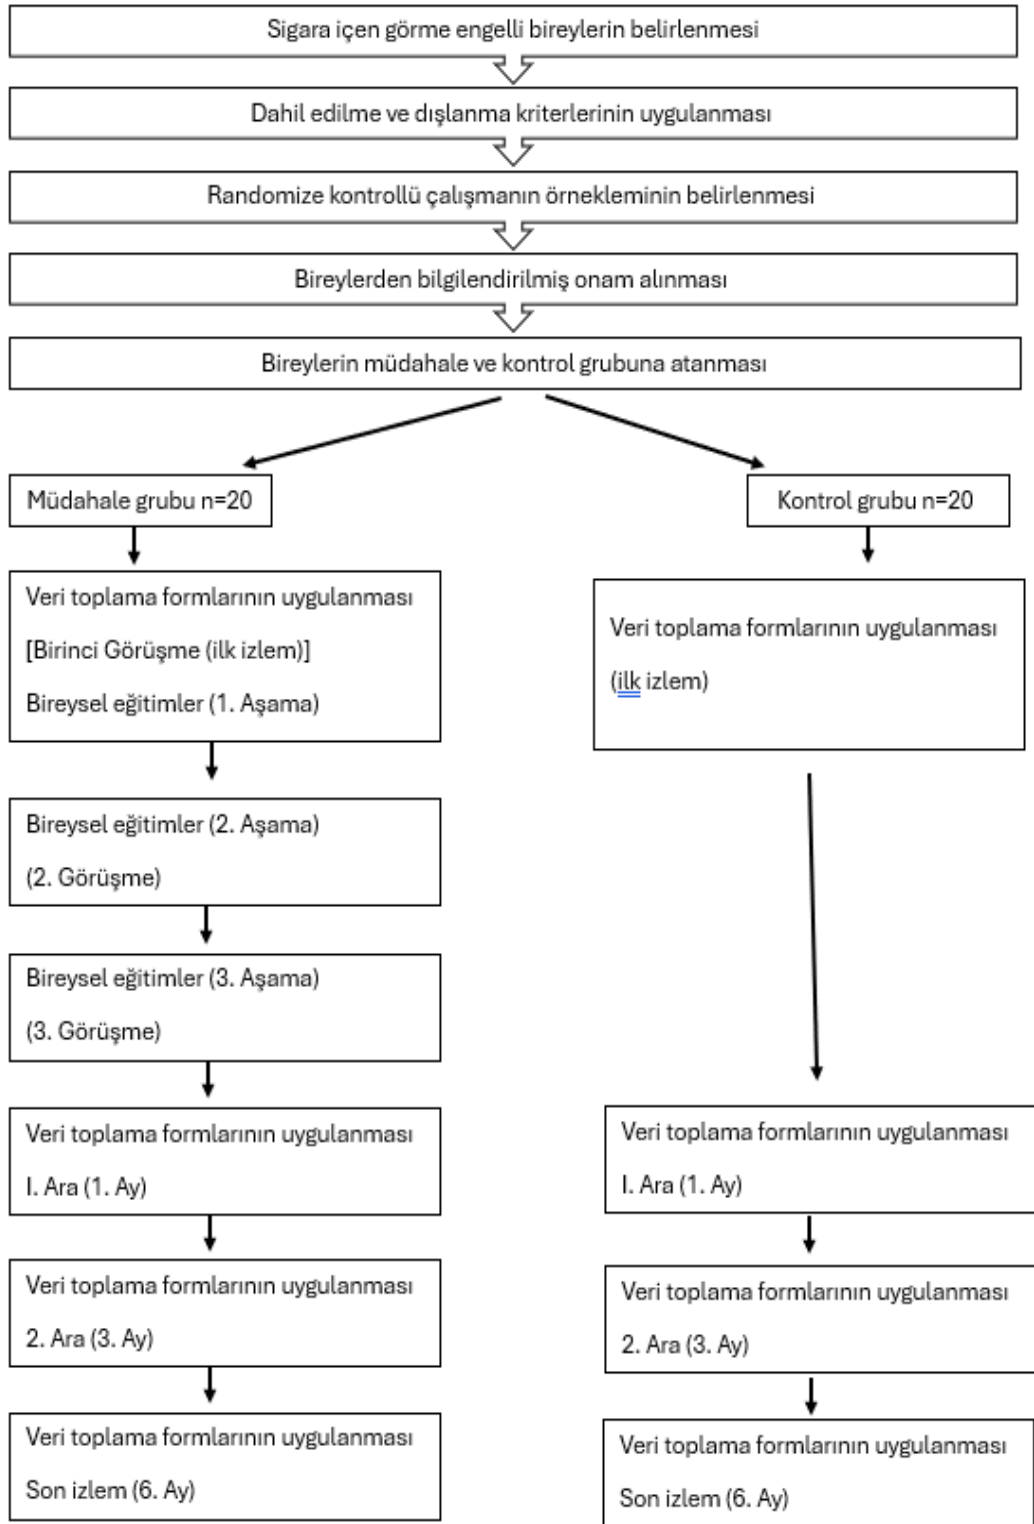 Sigara içen görme engelli bireylerin belirlenmesi
Dahil edilme ve dışlanma kriterlerinin uygulanması
Randomize kontrollü çalışmanın örnekleminin belirlenmesi
Bireylerden bilgilendirilmiş onam alınması
Bireylerin müdahale ve kontrol grubuna atanması
Müdahale grubu n=20
Veri toplama formlarının uygulanması
[Birinci Görüşme (ilk izlem)]
Bireysel eğitimler (1. Aşama)
Bireysel eğitimler (2. Aşama)
(2. Görüşme)
Bireysel eğitimler (3. Aşama)
(3. Görüşme)
Veri toplama formlarının uygulanması
I. Ara (1. Ay)
Veri toplama formlarının uygulanması
2. Ara (3. Ay)
Veri toplama formlarının uygulanması
Son izlem (6. Ay)
Kontrol grubu n=20
Veri toplama formlarının uygulanması
(ilk izlem)
Veri toplama formlarının uygulanması
I. Ara (1. Ay)
Veri toplama formlarının uygulanması
2. Ara (3. Ay)
Veri toplama formlarının uygulanması
Son izlem (6. Ay)